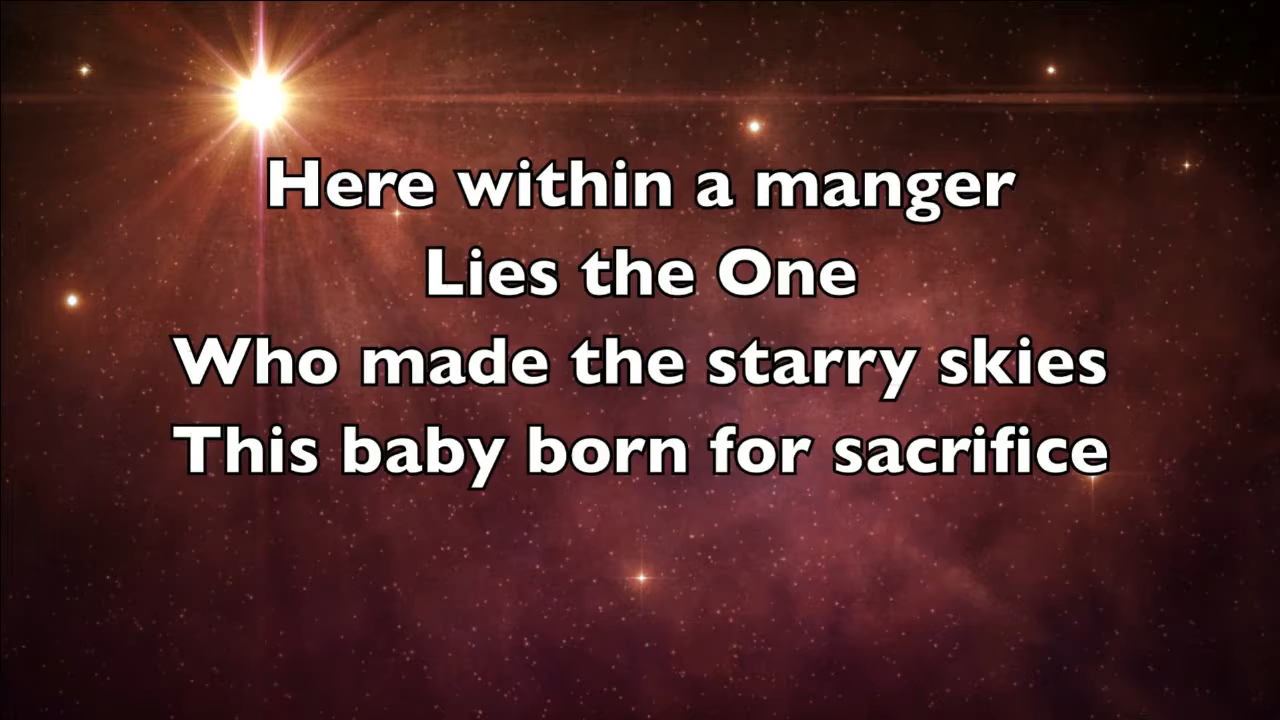 Here within a manger
Lies the One
Who made the starry skies
This baby born for sacrifice